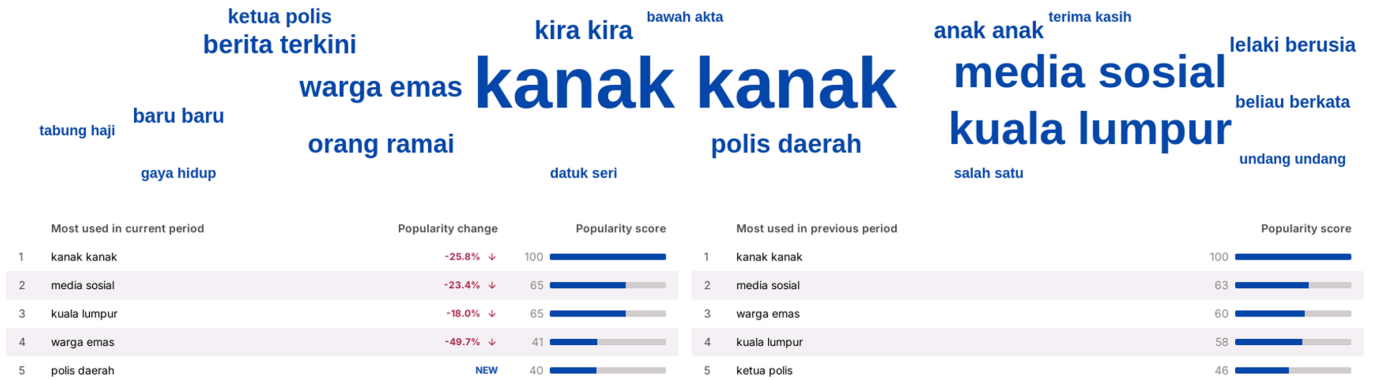 ketua polis
bawah akta
terima kasih
kira kira
anak anak
berita terkini
lelaki berusia
kanak kanak
media sosial
warga emas
beliau berkata
baru baru
tabung haji
kuala lumpur
orang ramai
polis daerah
undang undang
gaya hidup
datuk seri
salah satu
Most used in current period Popularity change Popularity score
1 kanak kanak -25.8% ↓ 100
2 media sosial -23.4% ↓ 65
3 kuala lumpur -18.0% ↓ 65
4 warga emas -49.7% ↓ 41
5 polis daerah NEW 40
Most used in previous period Popularity score
1 kanak kanak 100
2 media sosial 63
3 warga emas 60
4 kuala lumpur 58
5 ketua polis 46